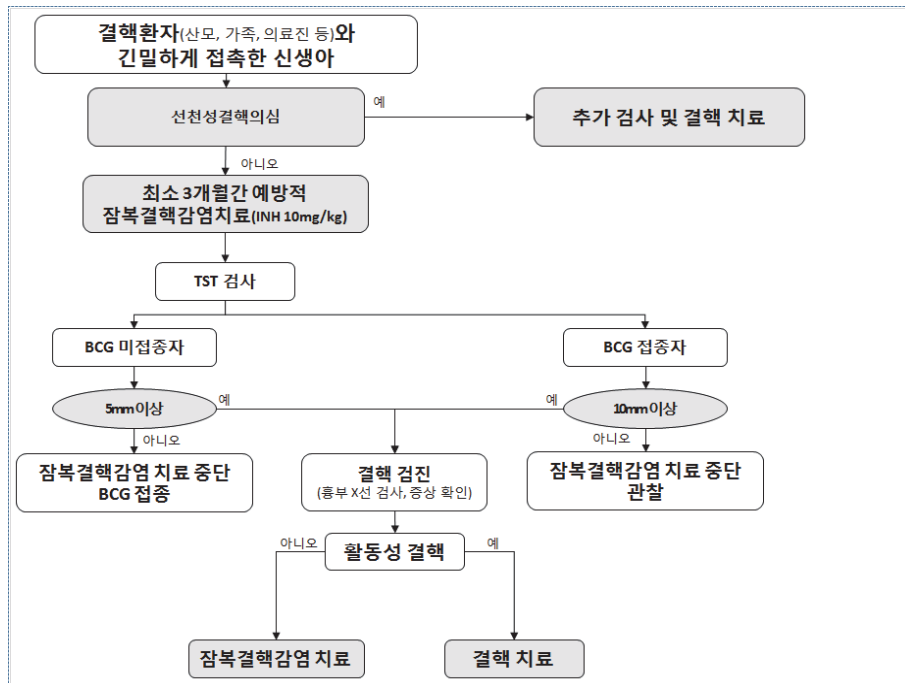 결핵환자(산모, 가족, 의료진 등)와
긴밀하게 접촉한 신생아
선천성결핵의심
예
추가 검사 및 결핵 치료
아니오
최소 3개월간 예방적
잠복결핵감염치료(INH 10mg/kg)
TST 검사
BCG 미접종자
BCG 접종자
5mm 이상
예
예
10mm 이상
아니오
아니오
잠복결핵감염 치료 중단
BCG 접종
결핵 검진
(흉부 X선 검사, 증상 확인)
잠복결핵감염 치료 중단
관찰
아니오
활동성 결핵
예
잠복결핵감염 치료
결핵 치료